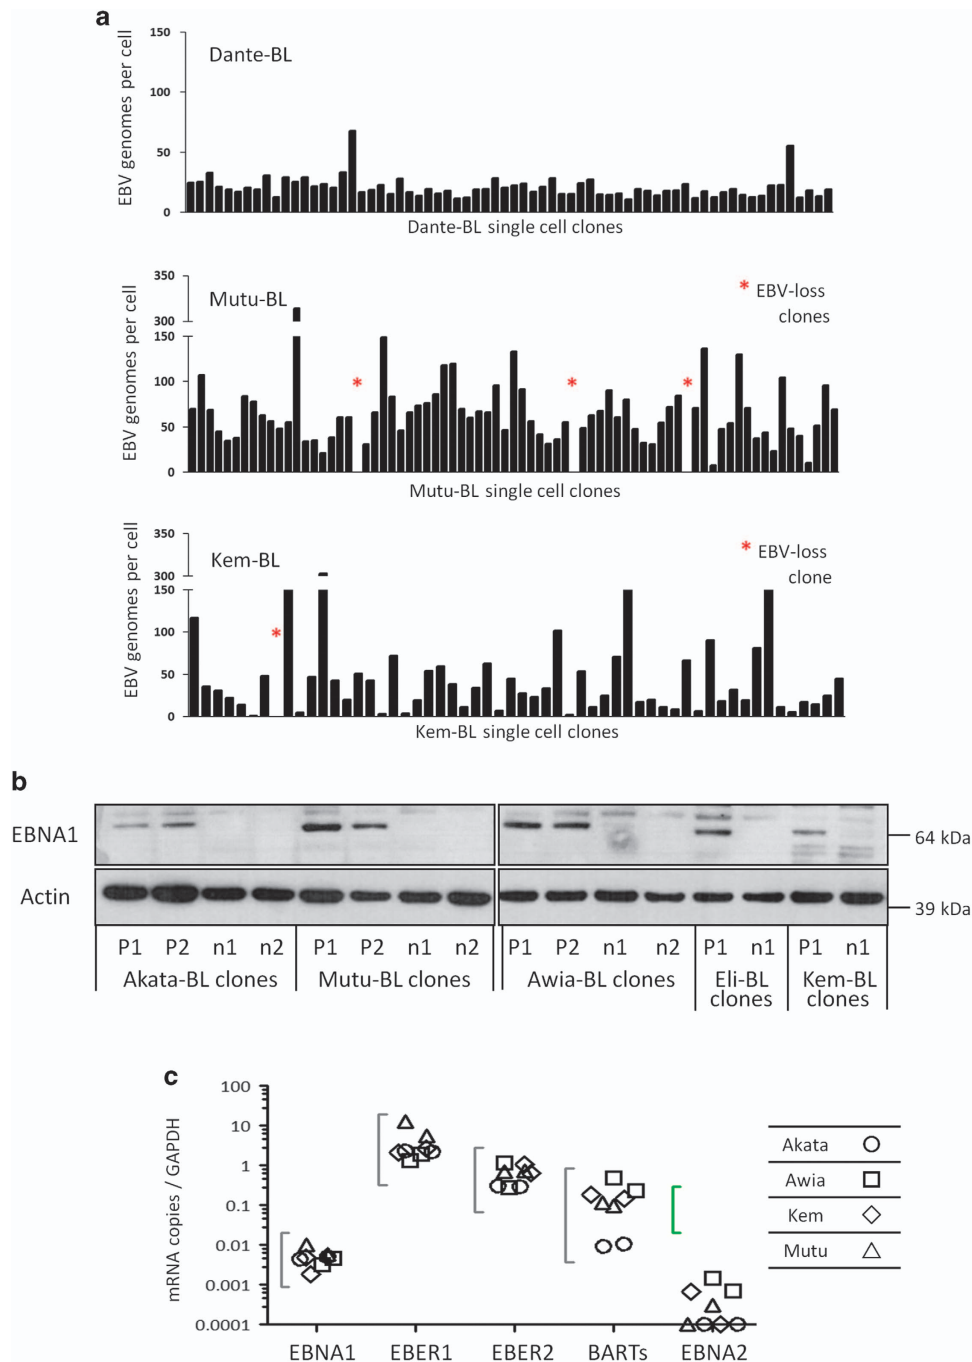 a
150
100
50
0
EBV genomes per cell
Dante-BL
Dante-BL single cell clones
350
300
150
100
50
0
EBV genomes per cell
Mutu-BL
* EBV-loss
clones
*
*
*
Mutu-BL single cell clones
350
300
150
100
50
0
EBV genomes per cell
Kem-BL
* EBV-loss
clone
*
Kem-BL single cell clones
b
EBNA1
64 kDa
Actin
39 kDa
P1 P2 n1 n2 P1 P2 n1 n2 P1 P2 n1 n2 P1 n1 P1 n1
Akata-BL clones Mutu-BL clones Awia-BL clones Eli-BL clones Kem-BL clones
c
mRNA copies / GAPDH
100
10
1
0.1
0.01
0.001
0.0001
EBNA1 EBER1 EBER2 BARTs EBNA2
Akata
Awia
Kem
Mutu